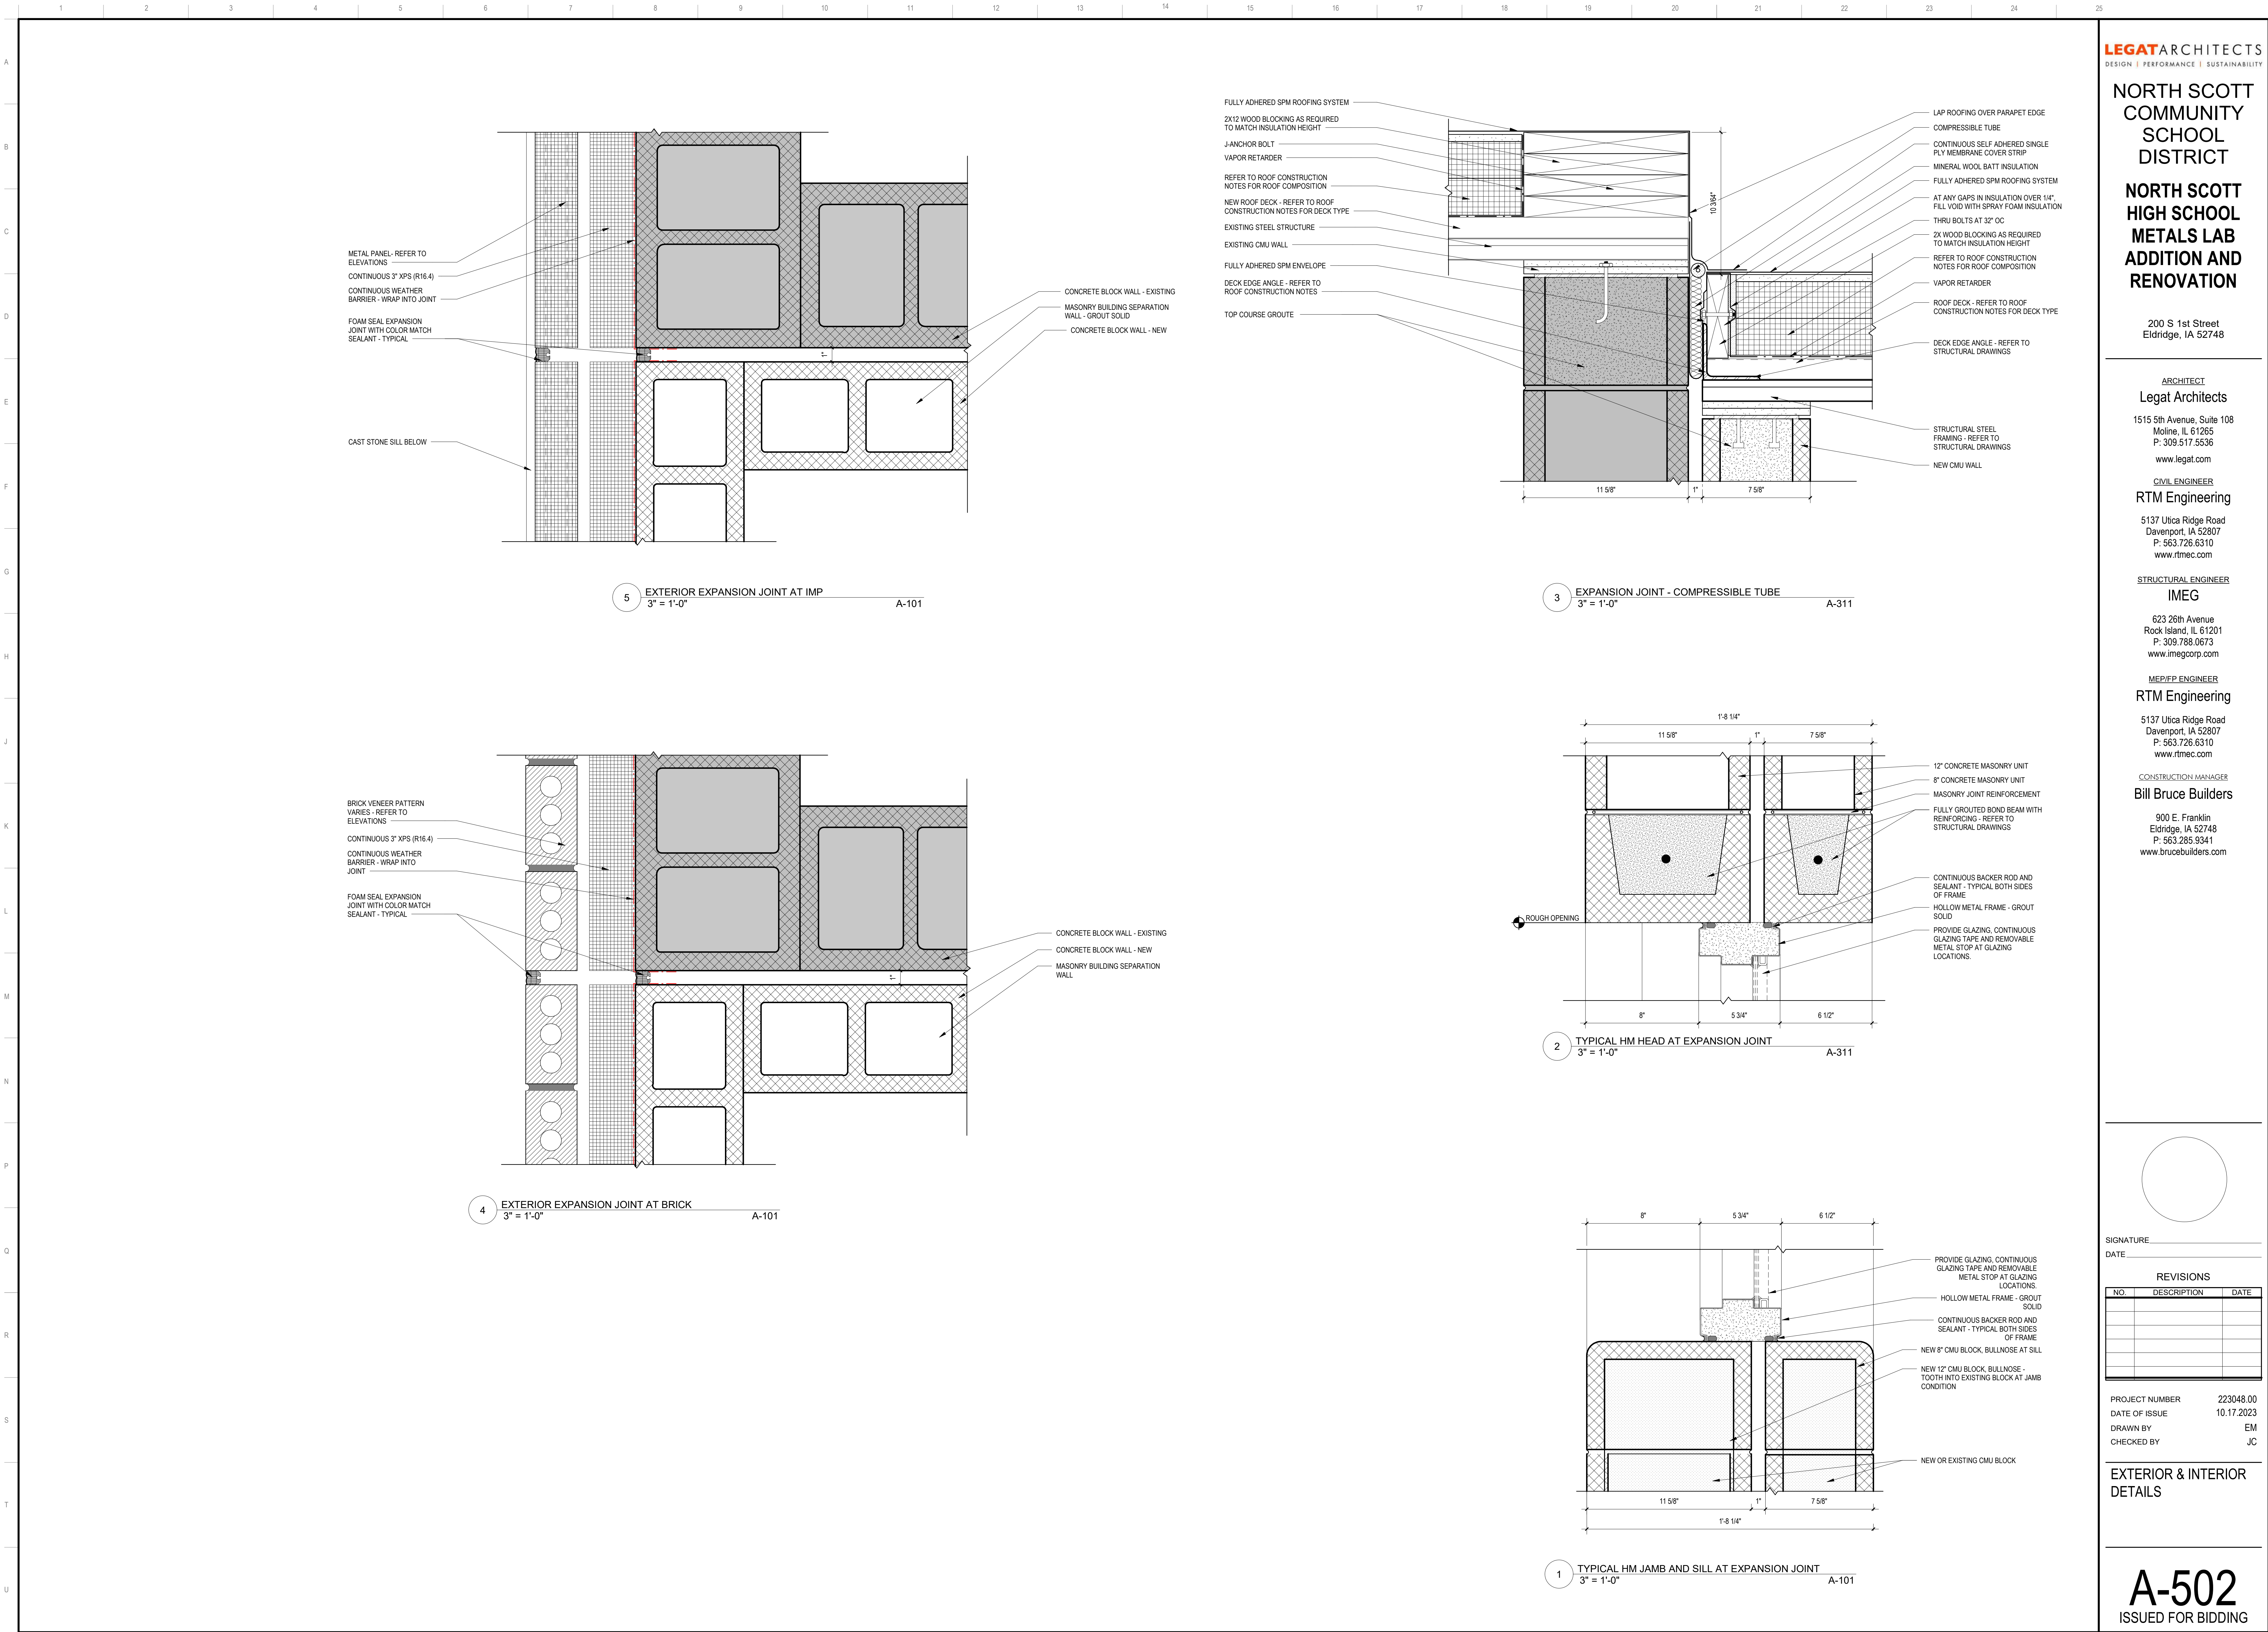 1 2 3 4 5 6 7 8 9 10 11 12 13 14 15 16 17 18 19 20 21 22 23 24 25
A
B
C
D
E
F
G
H
J
K
L
M
N
P
Q
R
S
T
U
METAL PANEL- REFER TO
ELEVATIONS
CONTINUOUS 3" XPS (R16.4)
CONTINUOUS WEATHER
BARRIER - WRAP INTO JOINT
FOAM SEAL EXPANSION
JOINT WITH COLOR MATCH
SEALANT - TYPICAL
CAST STONE SILL BELOW
1"
CONCRETE BLOCK WALL - EXISTING
MASONRY BUILDING SEPARATION
WALL - GROUT SOLID
CONCRETE BLOCK WALL - NEW
5
EXTERIOR EXPANSION JOINT AT IMP
3" = 1'-0"
A-101
FULLY ADHERED SPM ROOFING SYSTEM
2X12 WOOD BLOCKING AS REQUIRED
TO MATCH INSULATION HEIGHT
J-ANCHOR BOLT
VAPOR RETARDER
REFER TO ROOF CONSTRUCTION
NOTES FOR ROOF COMPOSITION
NEW ROOF DECK - REFER TO ROOF
CONSTRUCTION NOTES FOR DECK TYPE
EXISTING STEEL STRUCTURE
EXISTING CMU WALL
FULLY ADHERED SPM ENVELOPE
DECK EDGE ANGLE - REFER TO
ROOF CONSTRUCTION NOTES
TOP COURSE GROUTE
10 3/64"
LAP ROOFING OVER PARAPET EDGE
COMPRESSIBLE TUBE
CONTINUOUS SELF ADHERED SINGLE
PLY MEMBRANE COVER STRIP
MINERAL WOOL BATT INSULATION
FULLY ADHERED SPM ROOFING SYSTEM
AT ANY GAPS IN INSULATION OVER 1/4",
FILL VOID WITH SPRAY FOAM INSULATION
THRU BOLTS AT 32" OC
2X WOOD BLOCKING AS REQUIRED
TO MATCH INSULATION HEIGHT
REFER TO ROOF CONSTRUCTION
NOTES FOR ROOF COMPOSITION
VAPOR RETARDER
ROOF DECK - REFER TO ROOF
CONSTRUCTION NOTES FOR DECK TYPE
DECK EDGE ANGLE - REFER TO
STRUCTURAL DRAWINGS
STRUCTURAL STEEL
FRAMING - REFER TO
STRUCTURAL DRAWINGS
NEW CMU WALL
11 5/8" 1" 7 5/8"
3
EXPANSION JOINT - COMPRESSIBLE TUBE
3" = 1'-0"
A-311
BRICK VENEER PATTERN
VARIES - REFER TO
ELEVATIONS
CONTINUOUS 3" XPS (R16.4)
CONTINUOUS WEATHER
BARRIER - WRAP INTO
JOINT
FOAM SEAL EXPANSION
JOINT WITH COLOR MATCH
SEALANT - TYPICAL
1"
CONCRETE BLOCK WALL - EXISTING
CONCRETE BLOCK WALL - NEW
MASONRY BUILDING SEPARATION
WALL
4
EXTERIOR EXPANSION JOINT AT BRICK
3" = 1'-0"
A-101
1'-8 1/4"
11 5/8" 1" 7 5/8"
12" CONCRETE MASONRY UNIT
8" CONCRETE MASONRY UNIT
MASONRY JOINT REINFORCEMENT
FULLY GROUTED BOND BEAM WITH
REINFORCING - REFER TO
STRUCTURAL DRAWINGS
CONTINUOUS BACKER ROD AND
SEALANT - TYPICAL BOTH SIDES
OF FRAME
HOLLOW METAL FRAME - GROUT
SOLID
PROVIDE GLAZING, CONTINUOUS
GLAZING TAPE AND REMOVABLE
METAL STOP AT GLAZING
LOCATIONS.
ROUGH OPENING
8" 5 3/4" 6 1/2"
2
TYPICAL HM HEAD AT EXPANSION JOINT
3" = 1'-0"
A-311
8" 5 3/4" 6 1/2"
PROVIDE GLAZING, CONTINUOUS
GLAZING TAPE AND REMOVABLE
METAL STOP AT GLAZING
LOCATIONS.
HOLLOW METAL FRAME - GROUT
SOLID
CONTINUOUS BACKER ROD AND
SEALANT - TYPICAL BOTH SIDES
OF FRAME
NEW 8" CMU BLOCK, BULLNOSE AT SILL
NEW 12" CMU BLOCK, BULLNOSE -
TOOTH INTO EXISTING BLOCK AT JAMB
CONDITION
NEW OR EXISTING CMU BLOCK
11 5/8" 1" 7 5/8"
1'-8 1/4"
1
TYPICAL HM JAMB AND SILL AT EXPANSION JOINT
3" = 1'-0"
A-101
LEGATARCHITECTS
DESIGN | PERFORMANCE | SUSTAINABILITY
NORTH SCOTT
COMMUNITY
SCHOOL
DISTRICT
NORTH SCOTT
HIGH SCHOOL
METALS LAB
ADDITION AND
RENOVATION
200 S 1st Street
Eldridge, IA 52748
ARCHITECT
Legat Architects
1515 5th Avenue, Suite 108
Moline, IL 61265
P: 309.517.5536
www.legat.com
CIVIL ENGINEER
RTM Engineering
5137 Utica Ridge Road
Davenport, IA 52807
P: 563.726.6310
www.rtmec.com
STRUCTURAL ENGINEER
IMEG
623 26th Avenue
Rock Island, IL 61201
P: 309.788.0673
www.imegcorp.com
MEP/FP ENGINEER
RTM Engineering
5137 Utica Ridge Road
Davenport, IA 52807
P: 563.726.6310
www.rtmec.com
CONSTRUCTION MANAGER
Bill Bruce Builders
900 E. Franklin
Eldridge, IA 52748
P: 563.285.9341
www.brucebuilders.com
SIGNATURE
DATE
REVISIONS
NO. DESCRIPTION DATE
PROJECT NUMBER 223048.00
DATE OF ISSUE 10.17.2023
DRAWN BY EM
CHECKED BY JC
EXTERIOR & INTERIOR
DETAILS
A-502
ISSUED FOR BIDDING